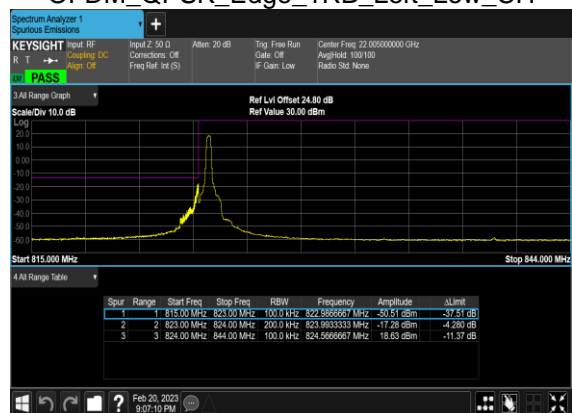 OFDM_QPSK_Edge_1RB_Left_Low_CH
Spectrum Analyzer 1
Spurious Emissions
KEYSIGHT Input: RF
R T Coupling: DC
Align: Off
Input Z: 50 Ω
Corrections: Off
Freq Ref: Int (S)
Atten: 20 dB
Trig: Free Run
Gate: Off
IF Gain: Low
Center Freq: 22.005000000 GHz
Avg|Hold: 100/100
Radio Std: None
PASS
3 All Range Graph
Scale/Div 10.0 dB
Ref Lvl Offset 24.80 dB
Ref Value 30.00 dBm
Log
20.0
10.0
0.00
-10.0
-20.0
-30.0
-40.0
-50.0
-60.0
Start 815.000 MHz
Stop 844.000 MHz
4 All Range Table
Spur Range Start Freq Stop Freq RBW Frequency Amplitude ΔLimit
1 1 815.00 MHz 823.00 MHz 100.0 kHz 822.9866667 MHz -50.51 dBm -37.51 dB
2 2 823.00 MHz 824.00 MHz 200.0 kHz 823.9933333 MHz -17.28 dBm -4.280 dB
3 3 824.00 MHz 844.00 MHz 100.0 kHz 824.5666667 MHz 18.63 dBm -11.37 dB
Feb 20, 2023
9:07:10 PM